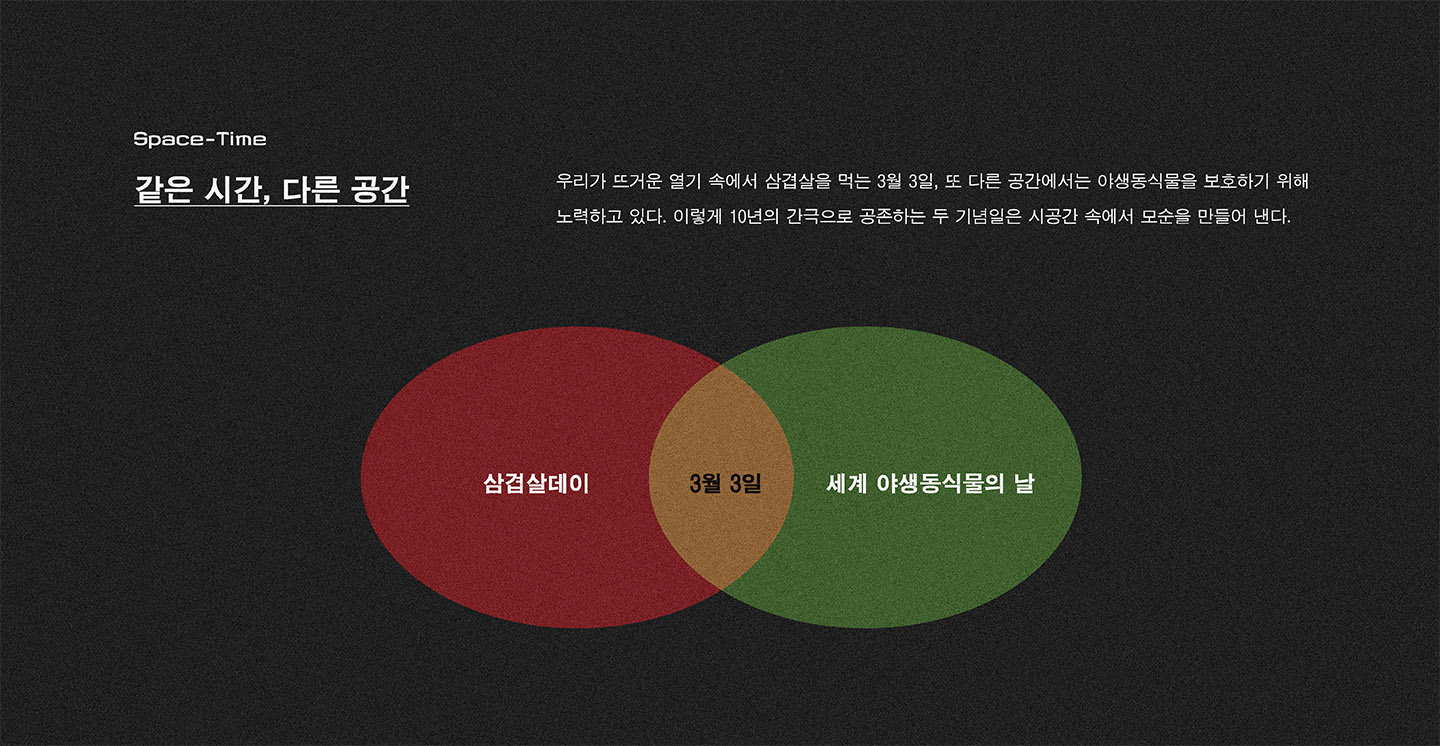 Space-Time
같은 시간, 다른 공간
우리가 뜨거운 열기 속에서 삼겹살을 먹는 3월 3일, 또 다른 공간에서는 야생동식물을 보호하기 위해
노력하고 있다. 이렇게 10년의 간극으로 공존하는 두 기념일은 시공간 속에서 모순을 만들어 낸다.
삼겹살데이
3월 3일
세계 야생동식물의 날